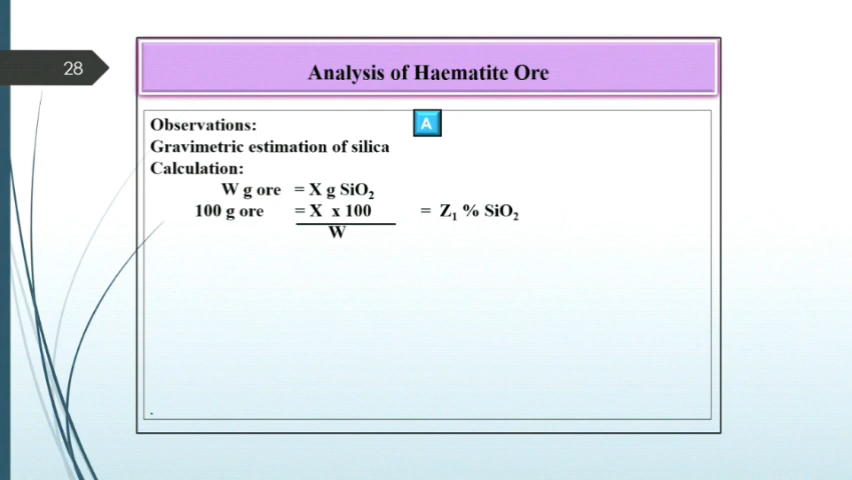 28
Analysis of Haematite Ore
A
Observations:
Gravimetric estimation of silica
Calculation:
W g ore = X g SiO₂
100 g ore = X x 100 = Z₁ % SiO₂
W
.